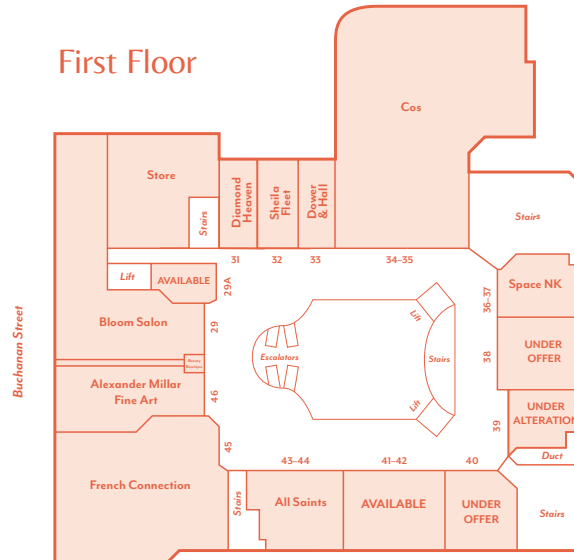 First Floor
Cos
Store
Stairs
Diamond
Heaven
Sheila
Fleet
Dower
& Hall
Stairs
31
32
33
34–35
Lift
AVAILABLE
29A
Space NK
36–37
Bloom Salon
29
Buchanan Street
Lift
Escalators
Stairs
38
UNDER
OFFER
Alexander Millar
Fine Art
46
Lift
39
UNDER
ALTERATION
45
43–44
41–42
40
Duct
French Connection
Stairs
All Saints
AVAILABLE
UNDER
OFFER
Stairs